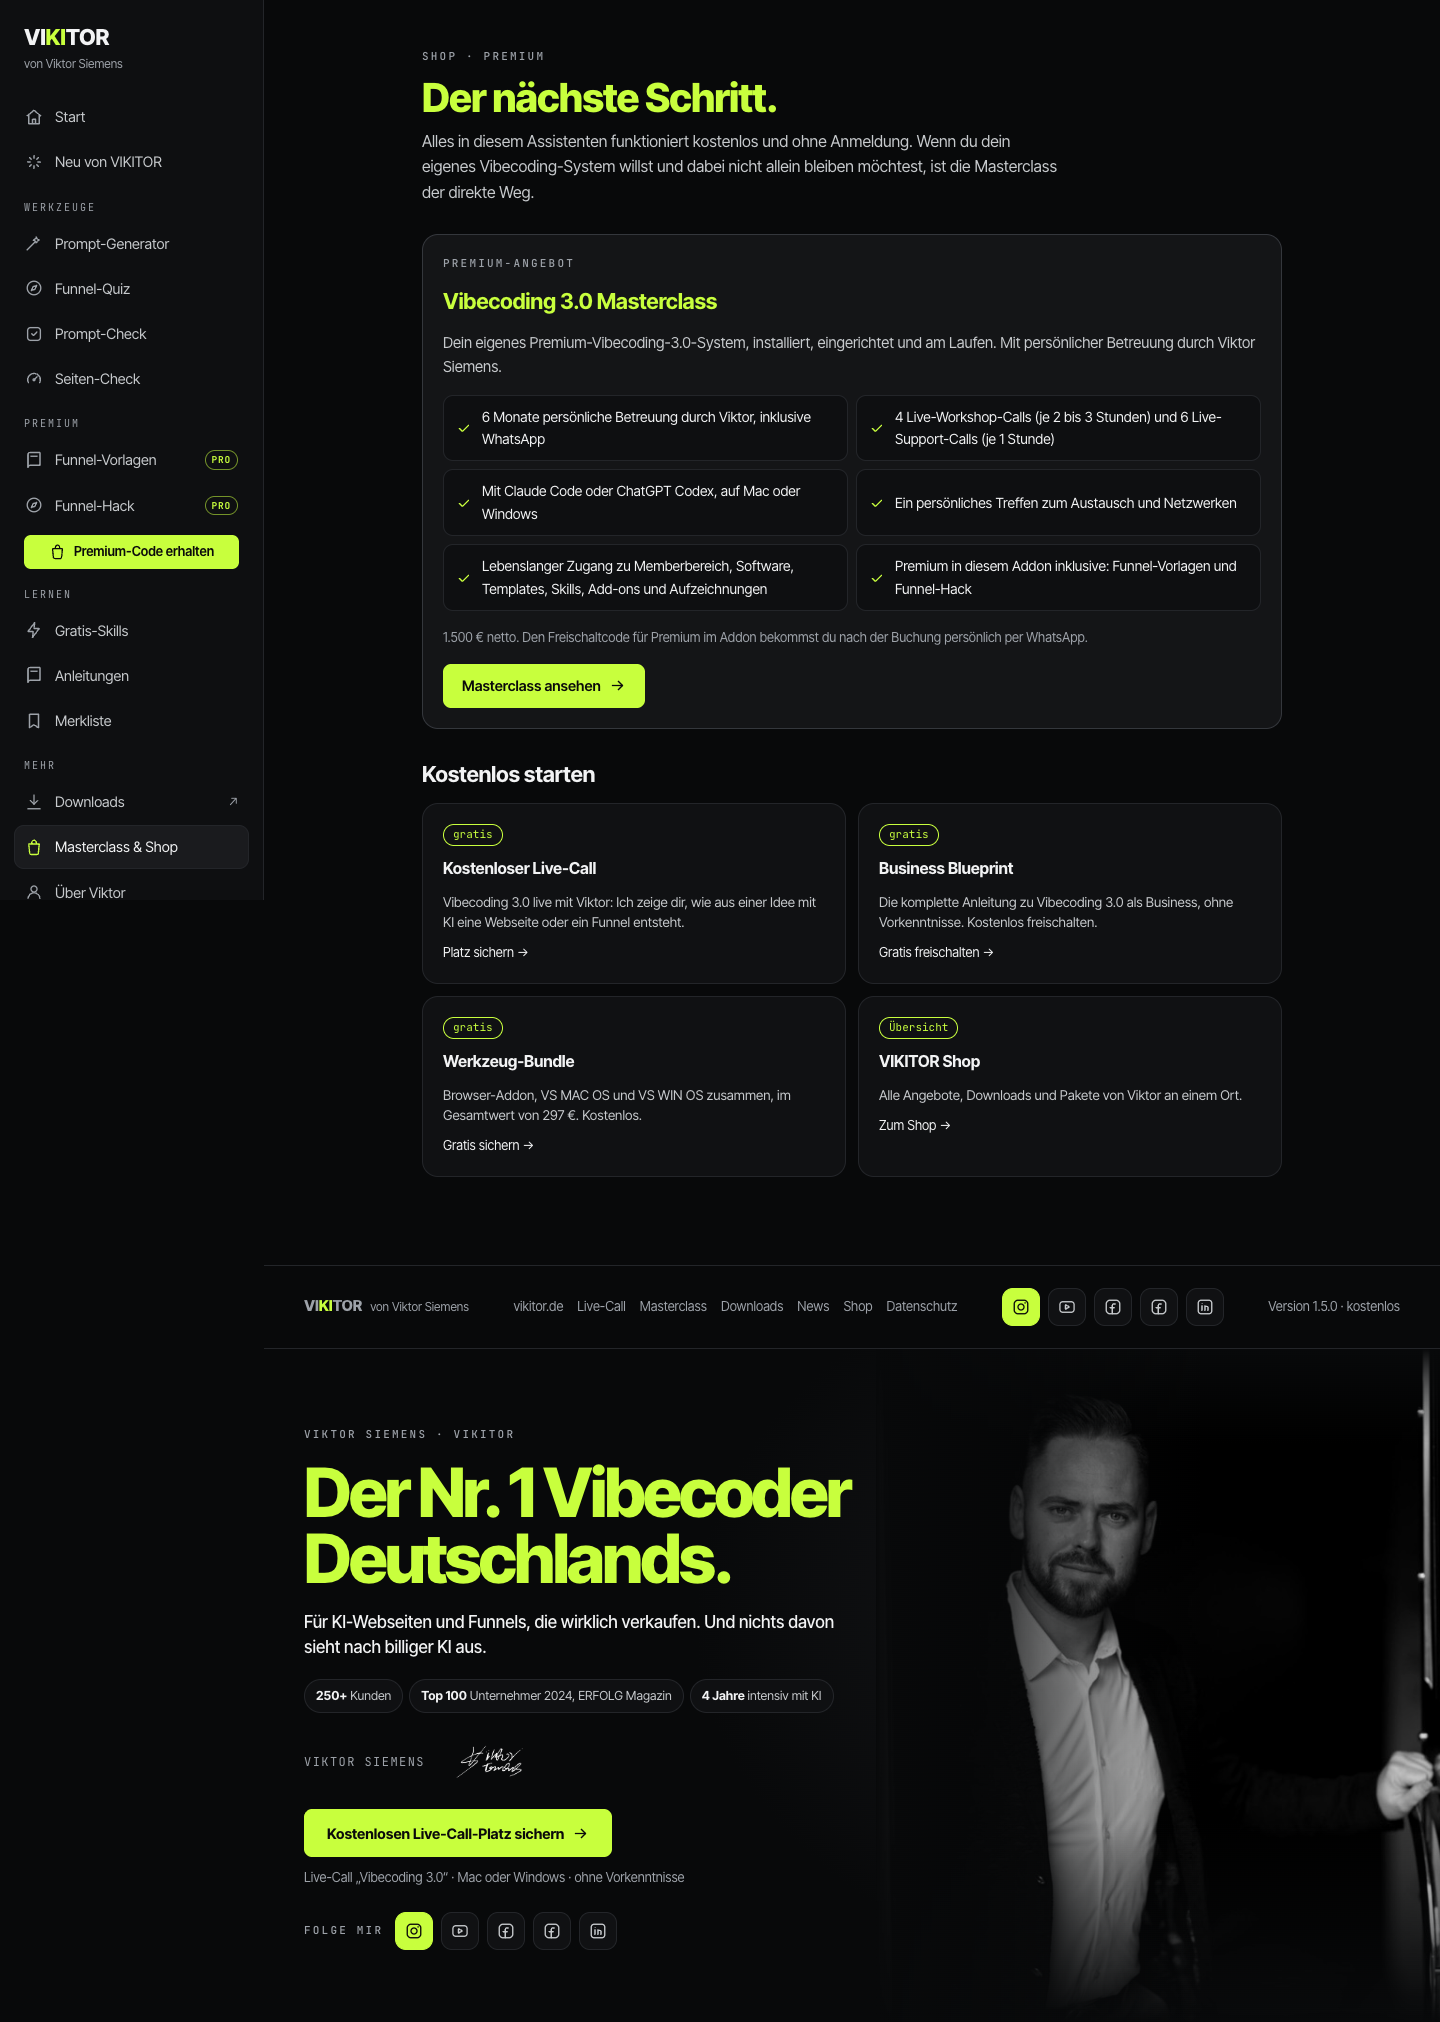 VIKITOR
von Viktor Siemens
Start
Neu von VIKITOR
WERKZEUGE
Prompt-Generator
Funnel-Quiz
Prompt-Check
Seiten-Check
PREMIUM
Funnel-Vorlagen PRO
Funnel-Hack PRO
Premium-Code erhalten
LERNEN
Gratis-Skills
Anleitungen
Merkliste
MEHR
Downloads
Masterclass & Shop
Über Viktor
SHOP · PREMIUM
Der nächste Schritt.
Alles in diesem Assistenten funktioniert kostenlos und ohne Anmeldung. Wenn du dein
eigenes Vibecoding-System willst und dabei nicht allein bleiben möchtest, ist die Masterclass
der direkte Weg.
PREMIUM-ANGEBOT
Vibecoding 3.0 Masterclass
Dein eigenes Premium-Vibecoding-3.0-System, installiert, eingerichtet und am Laufen. Mit persönlicher Betreuung durch Viktor
Siemens.
6 Monate persönliche Betreuung durch Viktor, inklusive
WhatsApp
4 Live-Workshop-Calls (je 2 bis 3 Stunden) und 6 Live-
Support-Calls (je 1 Stunde)
Mit Claude Code oder ChatGPT Codex, auf Mac oder
Windows
Ein persönliches Treffen zum Austausch und Netzwerken
Lebenslanger Zugang zu Memberbereich, Software,
Templates, Skills, Add-ons und Aufzeichnungen
Premium in diesem Addon inklusive: Funnel-Vorlagen und
Funnel-Hack
1.500 € netto. Den Freischaltcode für Premium im Addon bekommst du nach der Buchung persönlich per WhatsApp.
Masterclass ansehen →
Kostenlos starten
gratis
Kostenloser Live-Call
Vibecoding 3.0 live mit Viktor: Ich zeige dir, wie aus einer Idee mit
KI eine Webseite oder ein Funnel entsteht.
Platz sichern →
gratis
Business Blueprint
Die komplette Anleitung zu Vibecoding 3.0 als Business, ohne
Vorkenntnisse. Kostenlos freischalten.
Gratis freischalten →
gratis
Werkzeug-Bundle
Browser-Addon, VS MAC OS und VS WIN OS zusammen, im
Gesamtwert von 297 €. Kostenlos.
Gratis sichern →
Übersicht
VIKITOR Shop
Alle Angebote, Downloads und Pakete von Viktor an einem Ort.
Zum Shop →
VIKITOR von Viktor Siemens vikitor.de Live-Call Masterclass Downloads News Shop Datenschutz Version 1.5.0 · kostenlos
VIKTOR SIEMENS · VIKITOR
Der Nr. 1 Vibecoder
Deutschlands.
Für KI-Webseiten und Funnels, die wirklich verkaufen. Und nichts davon
sieht nach billiger KI aus.
250+ Kunden
Top 100 Unternehmer 2024, ERFOLG Magazin
4 Jahre intensiv mit KI
VIKTOR SIEMENS
Kostenlosen Live-Call-Platz sichern →
Live-Call „Vibecoding 3.0“ · Mac oder Windows · ohne Vorkenntnisse
FOLGE MIR